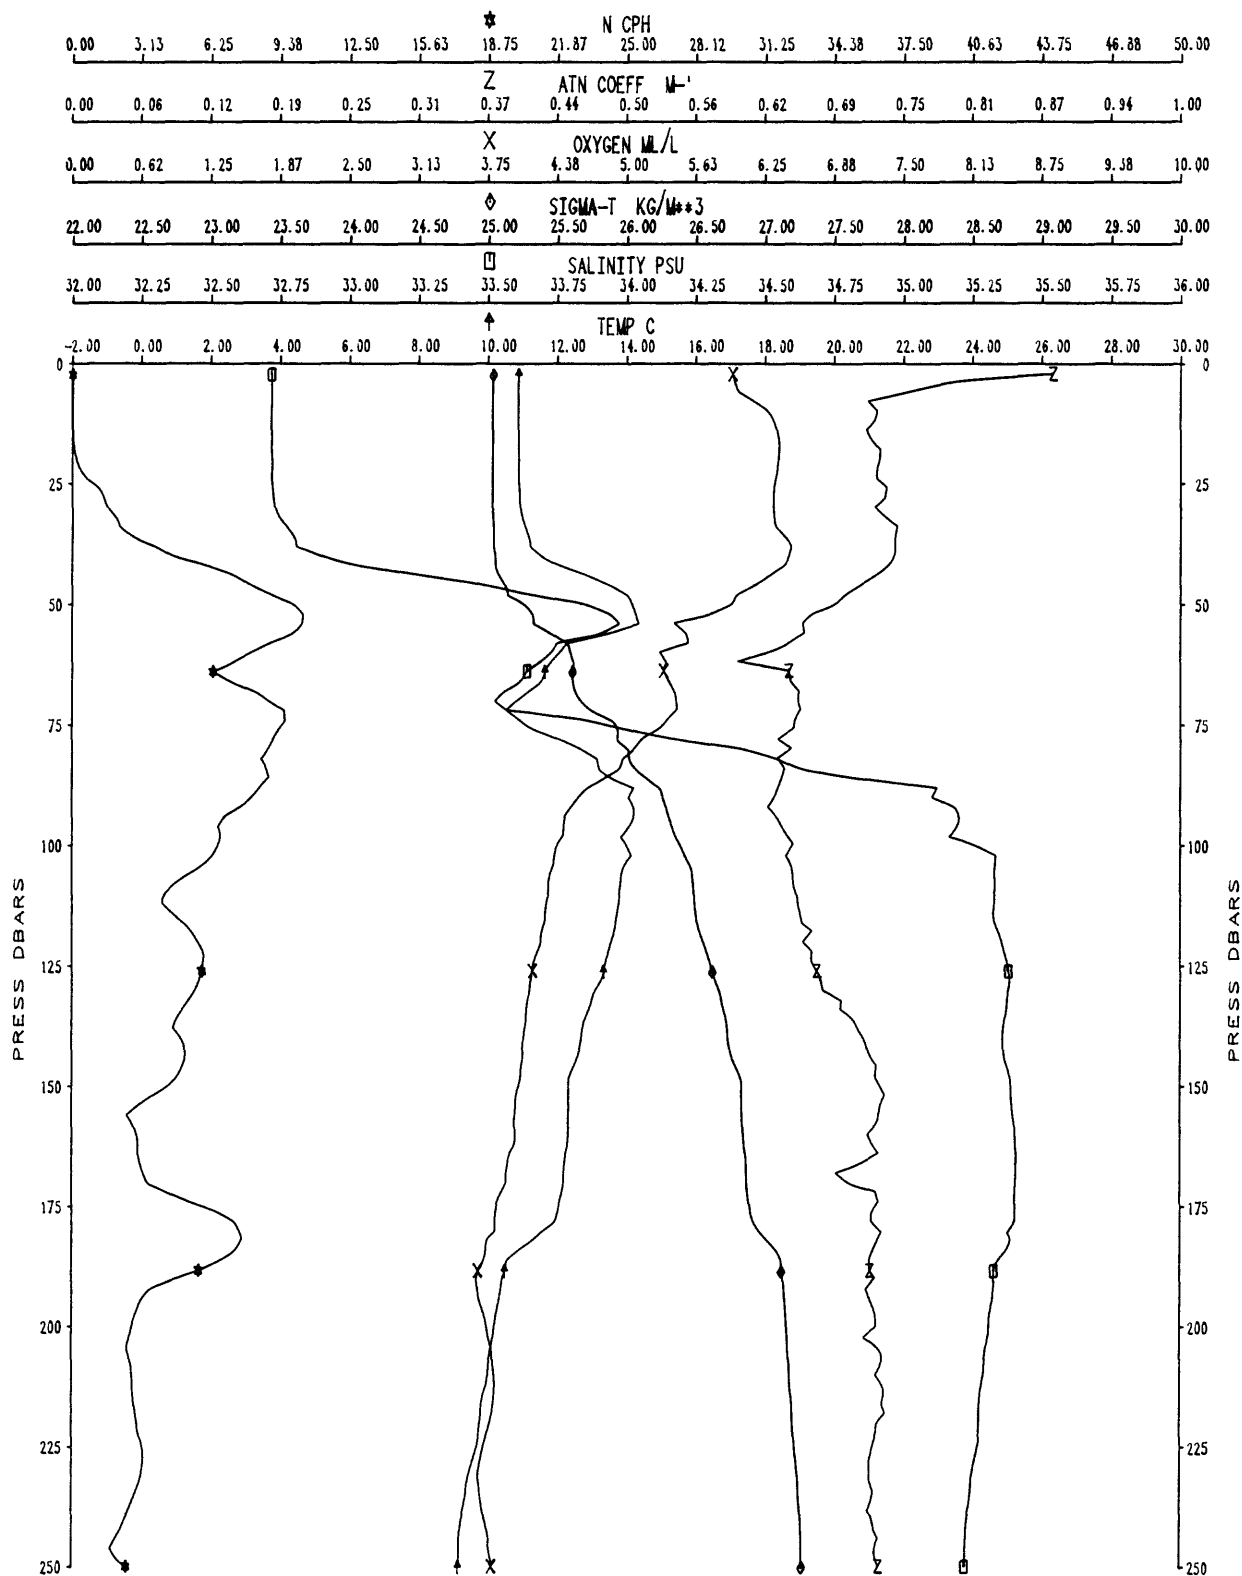 N CPH
0.00 3.13 6.25 9.38 12.50 15.63 18.75 21.87 25.00 28.12 31.25 34.38 37.50 40.63 43.75 46.88 50.00
Z ATN COEFF M-'
0.00 0.06 0.12 0.19 0.25 0.31 0.37 0.44 0.50 0.56 0.62 0.69 0.75 0.81 0.87 0.94 1.00
X OXYGEN ML/L
0.00 0.62 1.25 1.87 2.50 3.13 3.75 4.38 5.00 5.63 6.25 6.88 7.50 8.13 8.75 9.38 10.00
SIGMA-T KG/M**3
22.00 22.50 23.00 23.50 24.00 24.50 25.00 25.50 26.00 26.50 27.00 27.50 28.00 28.50 29.00 29.50 30.00
SALINITY PSU
32.00 32.25 32.50 32.75 33.00 33.25 33.50 33.75 34.00 34.25 34.50 34.75 35.00 35.25 35.50 35.75 36.00
TEMP C
-2.00 0.00 2.00 4.00 6.00 8.00 10.00 12.00 14.00 16.00 18.00 20.00 22.00 24.00 26.00 28.00 30.00
0 0
X Z
25 25
50 50
X Z
75 75
100 100
PRESS DBARS PRESS DBARS
125 X Z 125
150 150
175 175
X Z
200 200
225 225
250 X Z 250